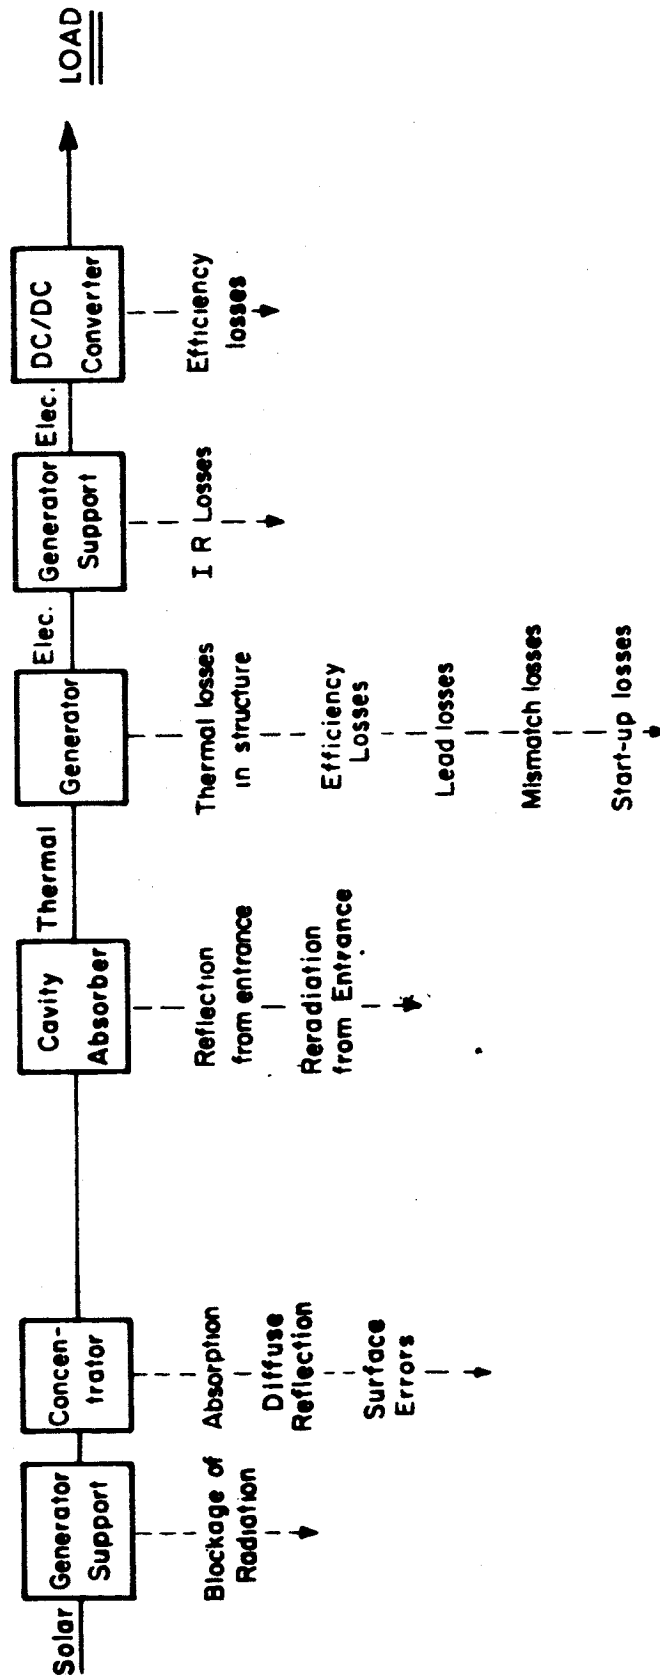 Solar
Generator
Support
Blockage of
Radiation
Concen-
trator
Absorption
Diffuse
Reflection
Surface
Errors
Cavity
Absorber
Reflection
from entrance
Reradiation
from Entrance
Thermal
Generator
Thermal losses
in structure
Efficiency
Losses
Lead losses
Mismatch losses
Start-up losses
Elec.
Generator
Support
I R Losses
Elec.
DC/DC
Converter
Efficiency
losses
LOAD